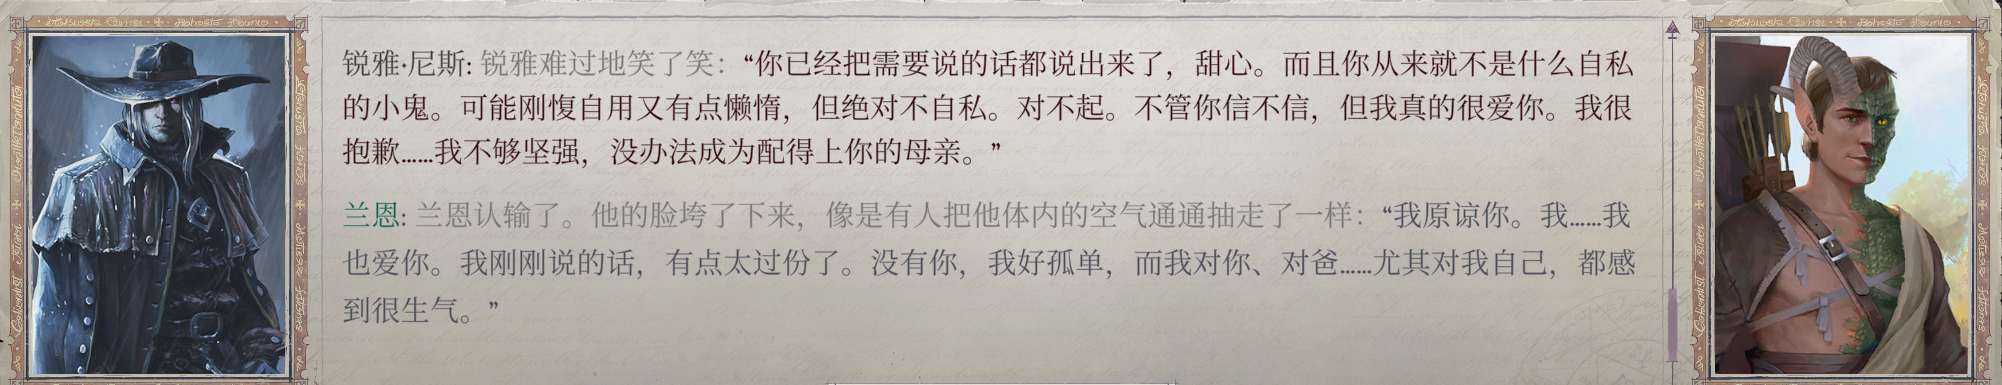 锐雅·尼斯: 锐雅难过地笑了笑：“你已经把需要说的话都说出来了，甜心。而且你从来就不是什么自私
的小鬼。可能刚愎自用又有点懒惰，但绝对不自私。对不起。不管你信不信，但我真的很爱你。我很
抱歉……我不够坚强，没办法成为配得上你的母亲。”
兰恩: 兰恩认输了。他的脸垮了下来，像是有人把他体内的空气通通抽走了一样：“我原谅你。我……我
也爱你。我刚刚说的话，有点太过份了。没有你，我好孤单，而我对你、对爸……尤其对我自己，都感
到很生气。”